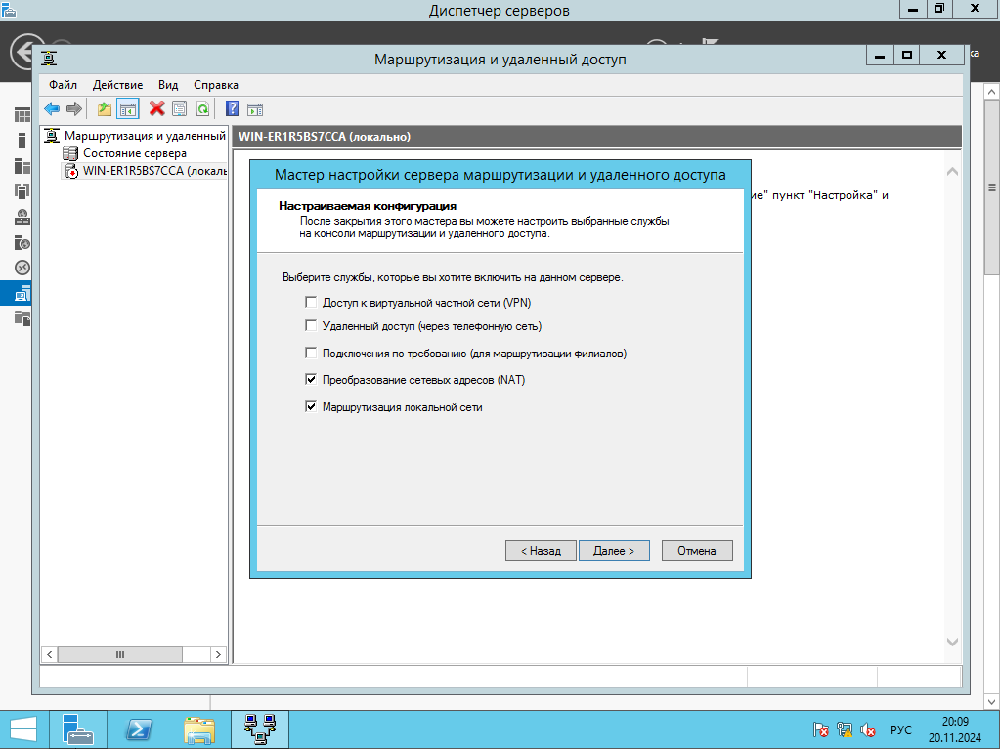 Диспетчер серверов
Маршрутизация и удаленный доступ
Файл Действие Вид Справка
Маршрутизация и удаленный
Состояние сервера
WIN-ER1R5BS7CCA (локаль
WIN-ER1R5BS7CCA (локально)
ие" пункт "Настройка" и
Мастер настройки сервера маршрутизации и удаленного доступа
Настраиваемая конфигурация
После закрытия этого мастера вы можете настроить выбранные службы
на консоли маршрутизации и удаленного доступа.
Выберите службы, которые вы хотите включить на данном сервере.
Доступ к виртуальной частной сети (VPN)
Удаленный доступ (через телефонную сеть)
Подключения по требованию (для маршрутизации филиалов)
Преобразование сетевых адресов (NAT)
Маршрутизация локальной сети
< Назад Далее > Отмена
РУС
20:09
20.11.2024